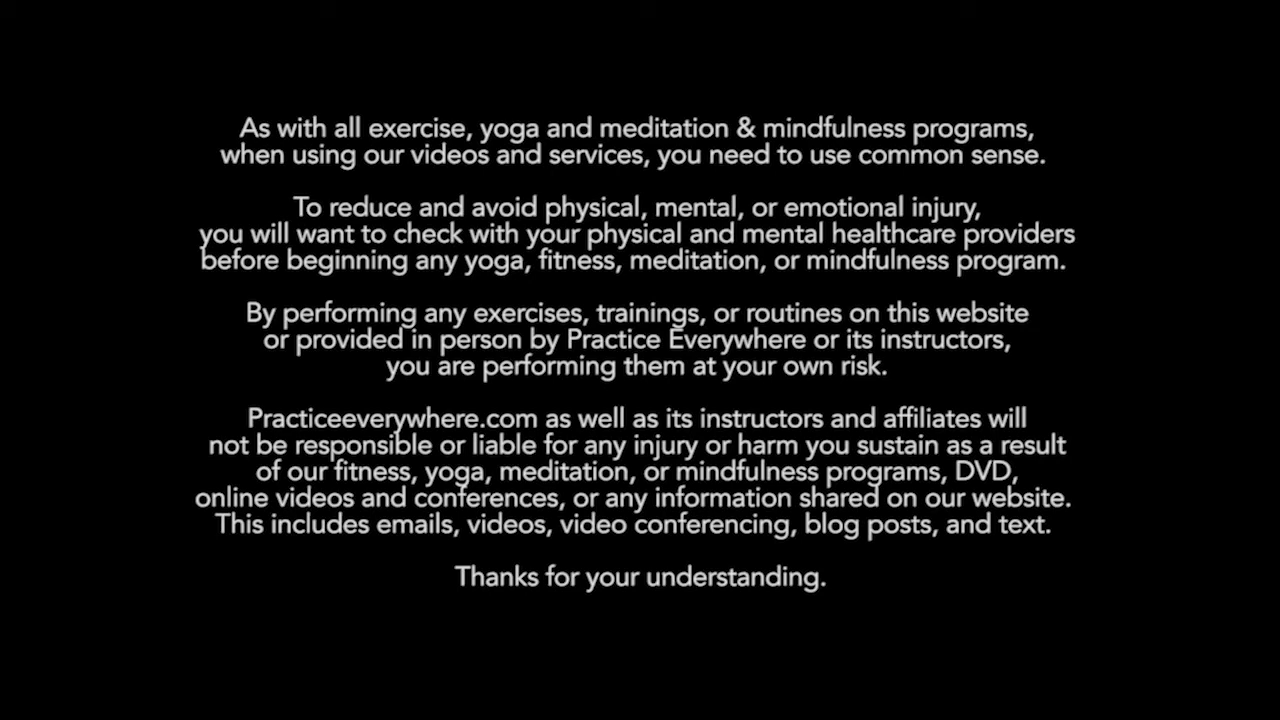 As with all exercise, yoga and meditation & mindfulness programs,
when using our videos and services, you need to use common sense.
To reduce and avoid physical, mental, or emotional injury,
you will want to check with your physical and mental healthcare providers
before beginning any yoga, fitness, meditation, or mindfulness program.
By performing any exercises, trainings, or routines on this website
or provided in person by Practice Everywhere or its instructors,
you are performing them at your own risk.
Practiceeverywhere.com as well as its instructors and affiliates will
not be responsible or liable for any injury or harm you sustain as a result
of our fitness, yoga, meditation, or mindfulness programs, DVD,
online videos and conferences, or any information shared on our website.
This includes emails, videos, video conferencing, blog posts, and text.
Thanks for your understanding.